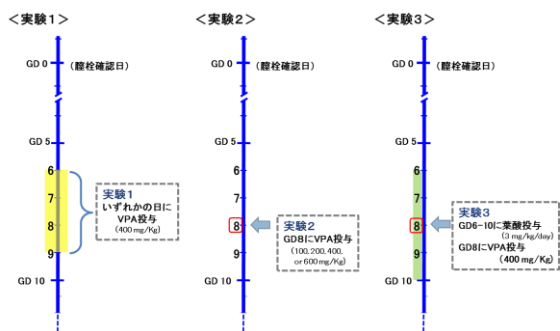 ＜実験1＞
GD 0
(膣栓確認日)
GD 5
6
7
8
9
GD 10
実験1
いずれかの日に
VPA投与
(400 mg/Kg)
＜実験2＞
GD 0
(膣栓確認日)
GD 5
6
7
8
9
GD 10
実験2
GD8にVPA投与
(100, 200, 400,
or 600 mg/Kg)
＜実験3＞
GD 0
(膣栓確認日)
GD 5
6
7
8
9
GD 10
実験3
GD6-10に葉酸投与
(3 mg/kg/day)
GD8にVPA投与
(400 mg/Kg)